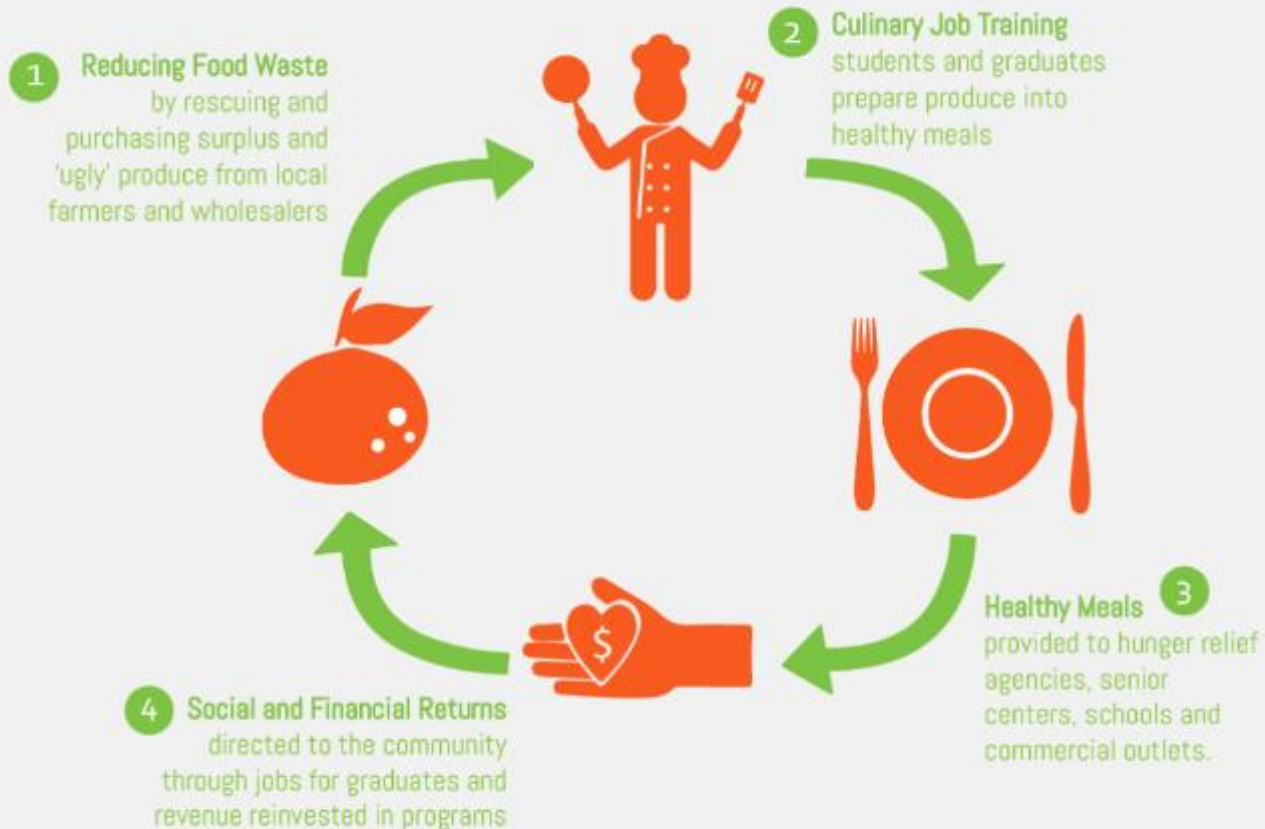 1 Reducing Food Waste
by rescuing and
purchasing surplus and
'ugly' produce from local
farmers and wholesalers
2 Culinary Job Training
students and graduates
prepare produce into
healthy meals
Healthy Meals 3
provided to hunger relief
agencies, senior
centers, schools and
commercial outlets.
$
4 Social and Financial Returns
directed to the community
through jobs for graduates and
revenue reinvested in programs